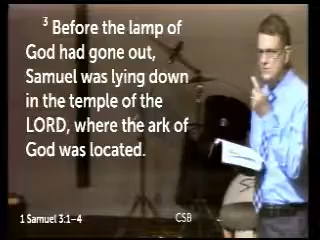 3 Before the lamp of
God had gone out,
Samuel was lying down
in the temple of the
LORD, where the ark of
God was located.
1 Samuel 3:1–4
CSB